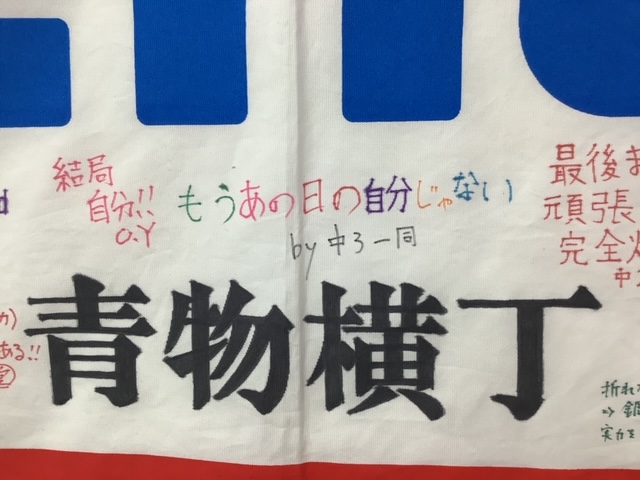 結局
自分!!
O.Y
もうあの日の自分じゃない
by 中3一同
最後ま
頑張
完全
中
青物横丁
ある!!
折れ
⇒
実力を